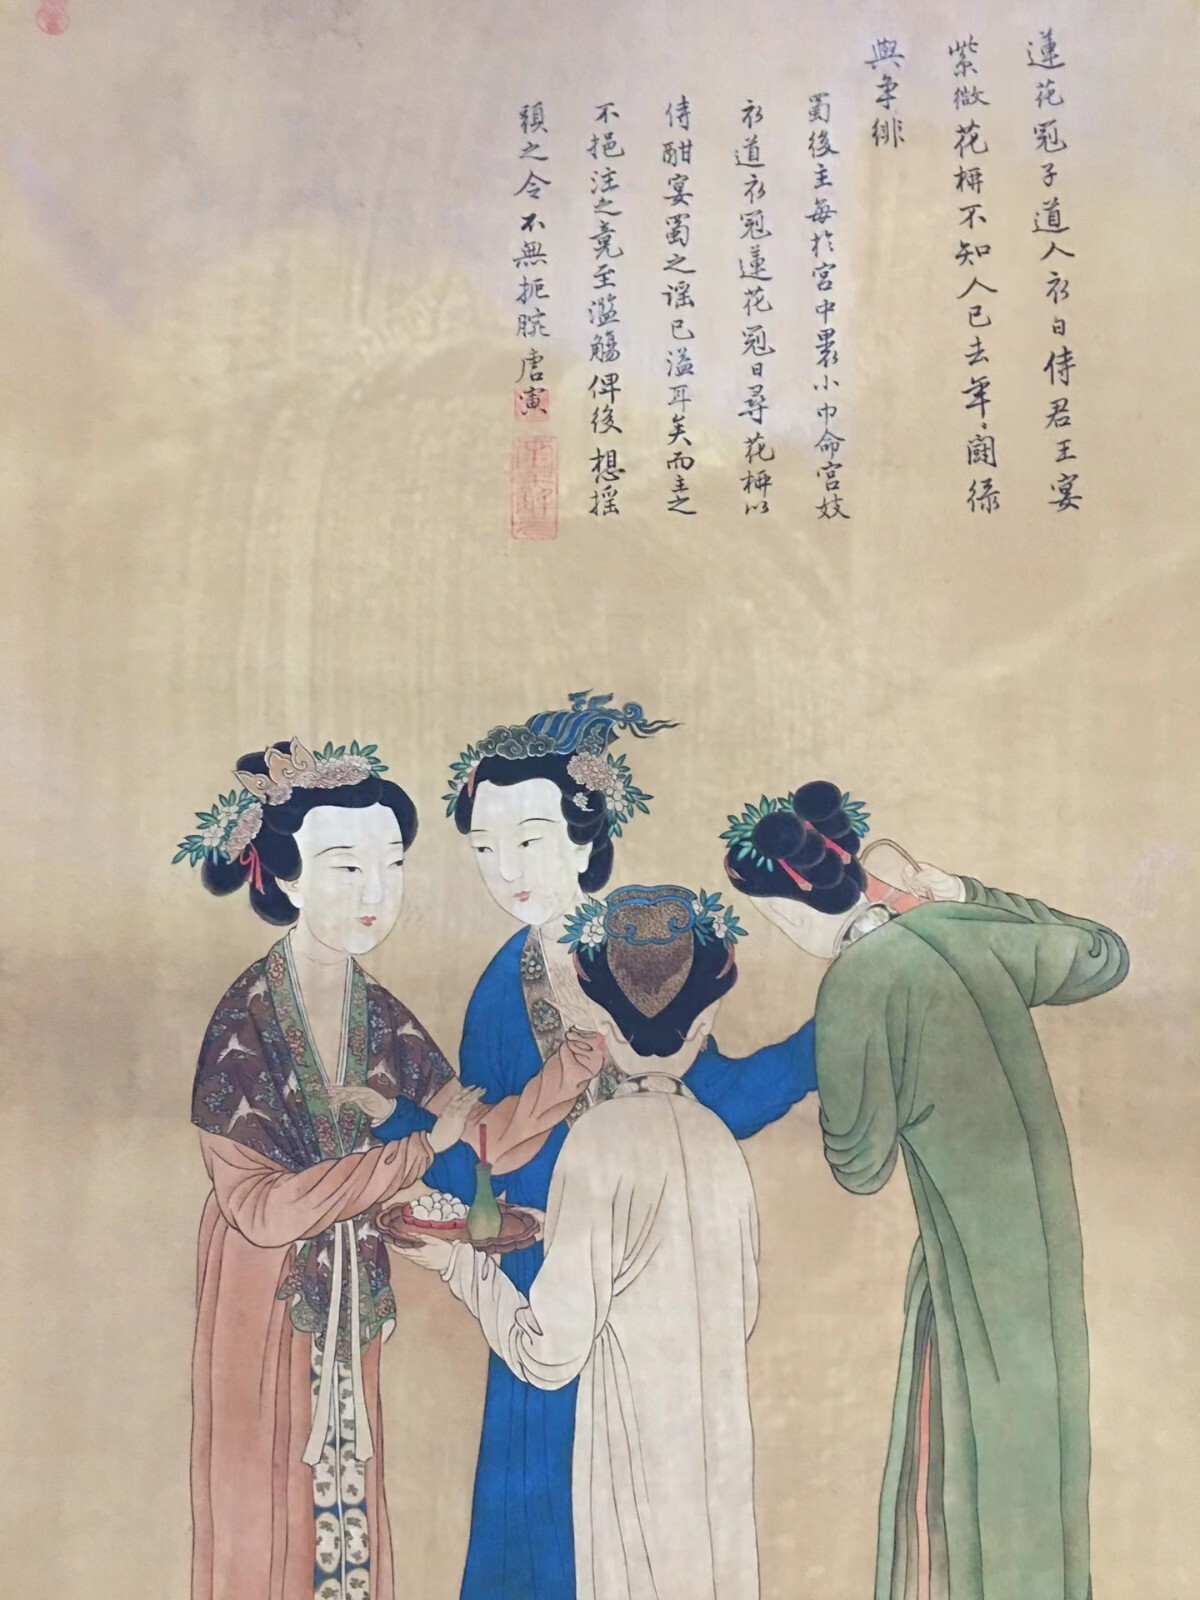 蓮花冠子道人衣日侍君王宴
紫微花柳不知人已去年〻鬪綠
與爭緋
蜀後主每於宮中裹小巾命宮妓
衣道衣冠蓮花冠日尋花柳以
侍酣宴蜀之謡已溢耳矣而主之
不挹注之竟至濫觴俾後想摇
頭之令不無扼腕唐寅